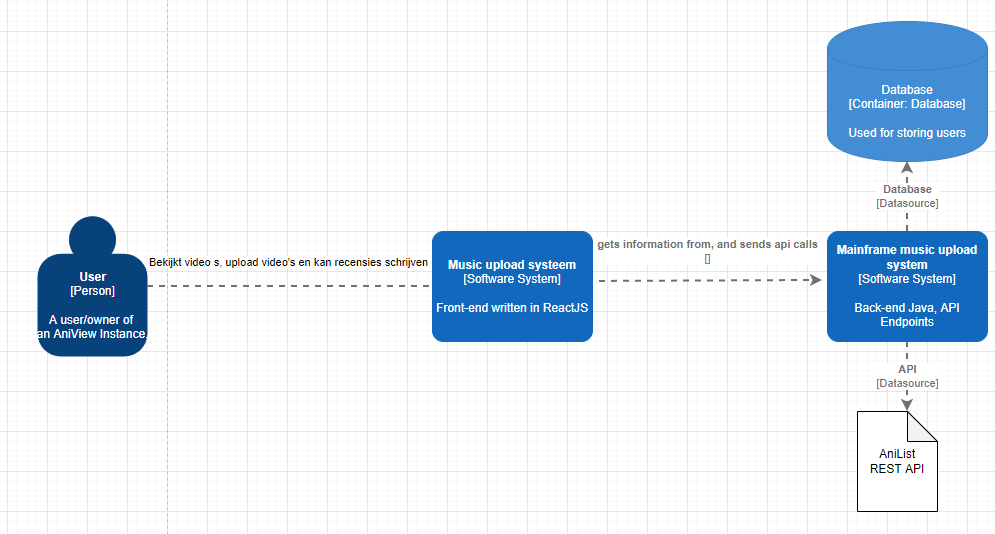 Database
[Container: Database]
Used for storing users
Database
[Datasource]
User
[Person]
A user/owner of
an AniView Instance.
Bekijkt video s, upload video's en kan recensies schrijven
Music upload systeem
[Software System]
Front-end written in ReactJS
gets information from, and sends api calls
[]
Mainframe music upload
system
[Software System]
Back-end Java, API
Endpoints
API
[Datasource]
AniList
REST API